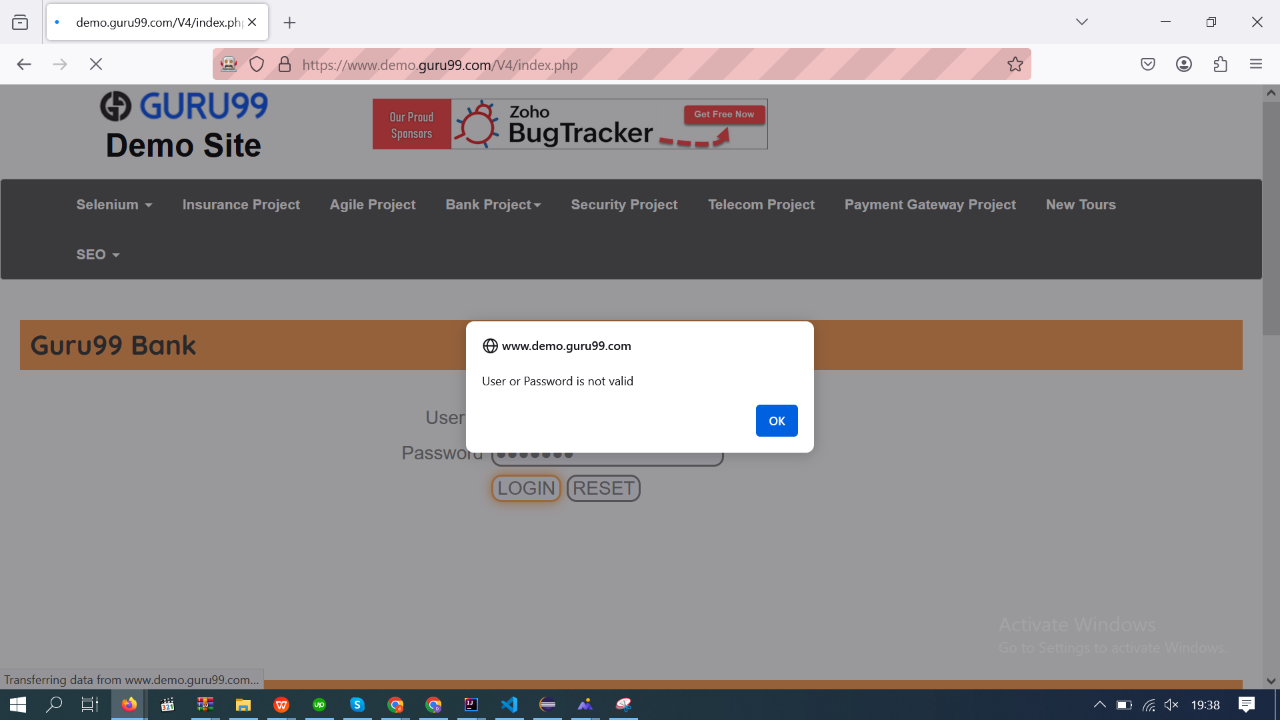 demo.guru99.com/V4/index.ph
https://www.demo.guru99.com/V4/index.php
GURU99
Demo Site
Our Proud
Sponsors
Zoho
BugTracker
Get Free Now
Selenium
Insurance Project
Agile Project
Bank Project
Security Project
Telecom Project
Payment Gateway Project
New Tours
SEO
Guru99 Bank
www.demo.guru99.com
User or Password is not valid
OK
User
Password
LOGIN
RESET
Activate Windows
Go to Settings to activate Windows.
Transferring data from www.demo.guru99.com...
19:38